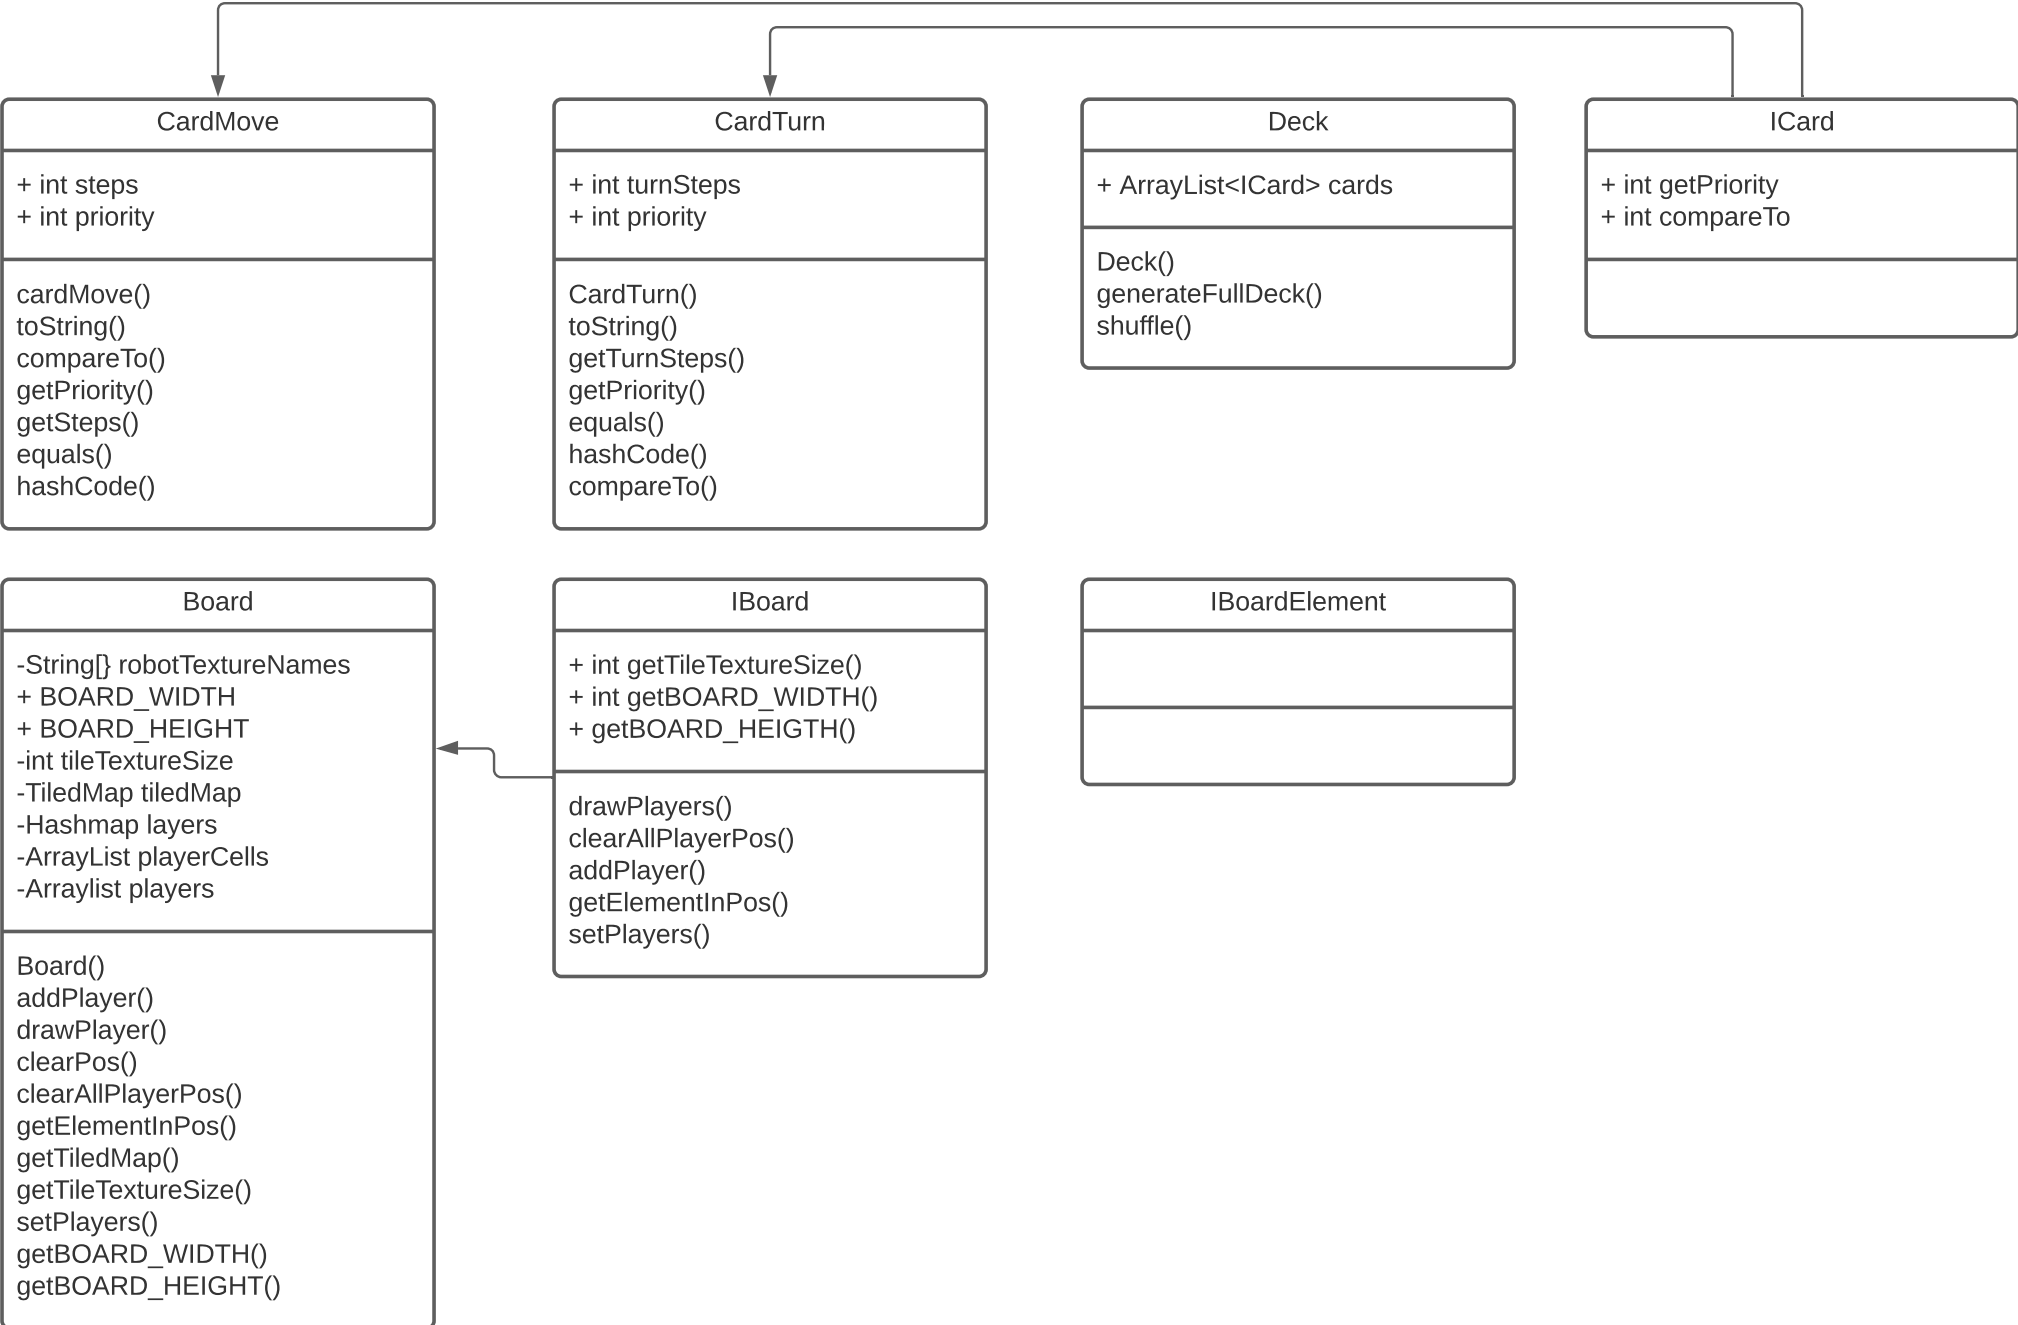 CardMove
+ int steps
+ int priority
cardMove()
toString()
compareTo()
getPriority()
getSteps()
equals()
hashCode()
CardTurn
+ int turnSteps
+ int priority
CardTurn()
toString()
getTurnSteps()
getPriority()
equals()
hashCode()
compareTo()
Deck
+ ArrayList<ICard> cards
Deck()
generateFullDeck()
shuffle()
ICard
+ int getPriority
+ int compareTo
Board
-String[} robotTextureNames
+ BOARD_WIDTH
+ BOARD_HEIGHT
-int tileTextureSize
-TiledMap tiledMap
-Hashmap layers
-ArrayList playerCells
-Arraylist players
Board()
addPlayer()
drawPlayer()
clearPos()
clearAllPlayerPos()
getElementInPos()
getTiledMap()
getTileTextureSize()
setPlayers()
getBOARD_WIDTH()
getBOARD_HEIGHT()
IBoard
+ int getTileTextureSize()
+ int getBOARD_WIDTH()
+ getBOARD_HEIGTH()
drawPlayers()
clearAllPlayerPos()
addPlayer()
getElementInPos()
setPlayers()
IBoardElement